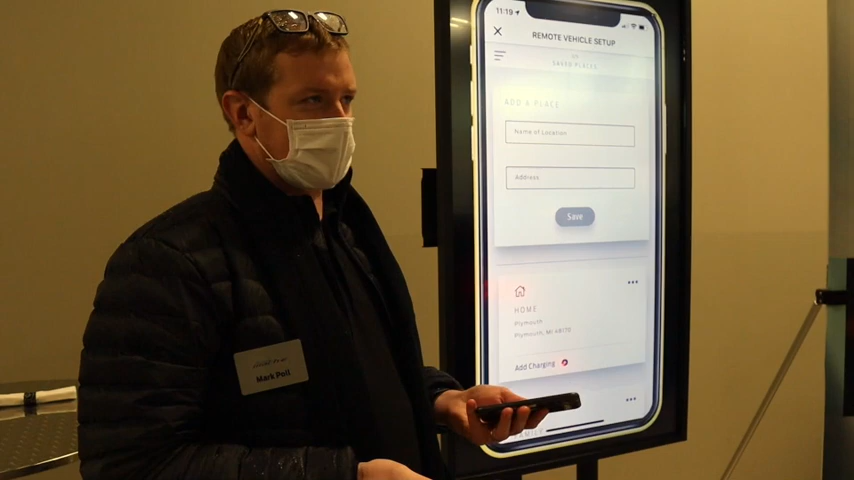 11:19
REMOTE VEHICLE SETUP
SAVED PLACES
ADD A PLACE
Name of Location
Address
Save
HOME
Plymouth
Plymouth, MI 48170
Add Charging
FAMILY
Mark Poll